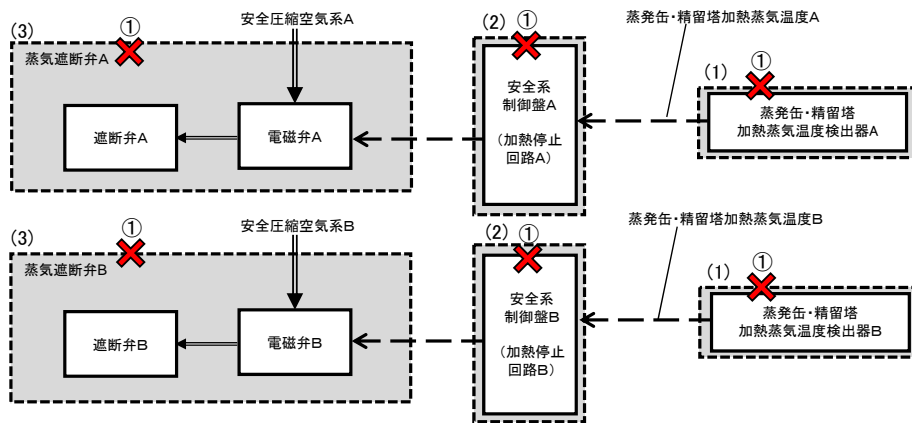 (3)
①
蒸気遮断弁A
安全圧縮空気系A
遮断弁A
電磁弁A
(2)
①
安全系
制御盤A
(加熱停止
回路A)
蒸発缶・精留塔加熱蒸気温度A
(1)
①
蒸発缶・精留塔
加熱蒸気温度検出器A
(3)
①
蒸気遮断弁B
安全圧縮空気系B
遮断弁B
電磁弁B
(2)
①
安全系
制御盤B
(加熱停止
回路B)
蒸発缶・精留塔加熱蒸気温度B
(1)
①
蒸発缶・精留塔
加熱蒸気温度検出器B